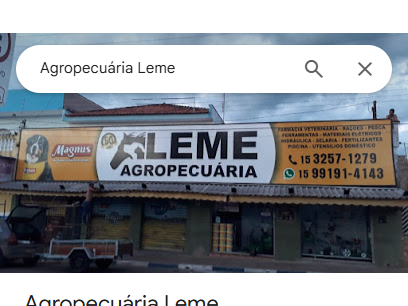 Agropecuária Leme
FARMÁCIA VETERINÁRIA - RAÇÕES - PESCA
FERRAMENTAS - MATERIAIS ELÉTRICOS
HIDRÁULICA - SELARIA - FERTILIZANTES
PISCINA - UTENSÍLIOS DOMÉSTICO
Magnus
LEME
AGROPECUÁRIA
15 3257-1279
15 99191-4143
Agropecuária Leme